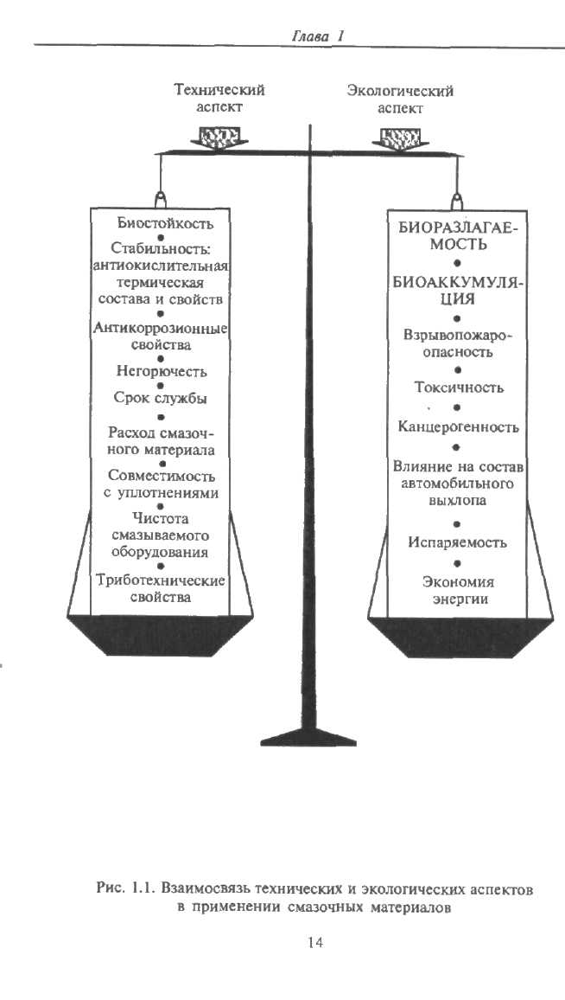 Глава 1
Технический
аспект
Экологический
аспект
Биостойкость
•
Стабильность:
антиокислительная
термическая
состава и свойств
•
Антикоррозионные
свойства
•
Негорючесть
•
Срок службы
•
Расход смазоч-
ного материала
•
Совместимость
с уплотнениями
•
Чистота
смазываемого
оборудования
•
Триботехнические
свойства
БИОРАЗЛАГАЕ-
МОСТЬ
•
БИОАККУМУЛЯ-
ЦИЯ
•
Взрывопожаро-
опасность
•
Токсичность
•
Канцерогенность
•
Влияние на состав
автомобильного
выхлопа
•
Испаряемость
•
Экономия
энергии
Рис. 1.1. Взаимосвязь технических и экологических аспектов
в применении смазочных материалов
14